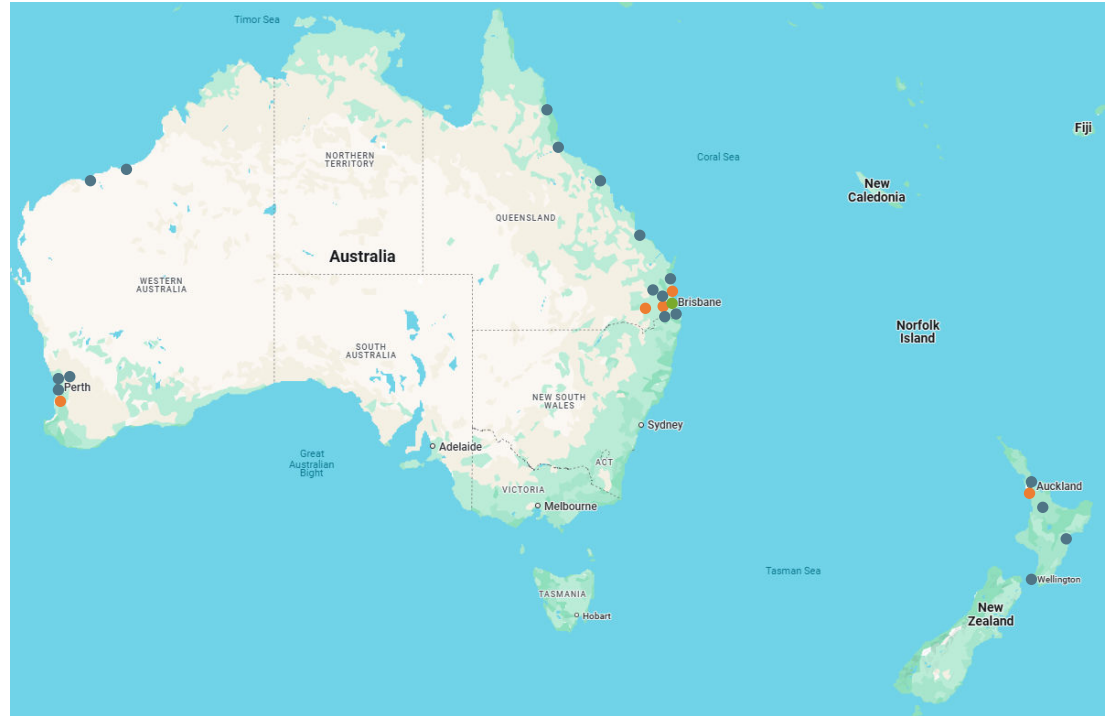 Timor Sea
Fiji
NORTHERN
TERRITORY
Coral Sea
New
Caledonia
QUEENSLAND
Australia
WESTERN
AUSTRALIA
Brisbane
Norfolk
Island
SOUTH
AUSTRALIA
Perth
NEW SOUTH
WALES
Sydney
Adelaide
Great
Australian
Bight
ACT
VICTORIA
Auckland
Melbourne
Tasman Sea
Wellington
TASMANIA
New
Zealand
Hobart